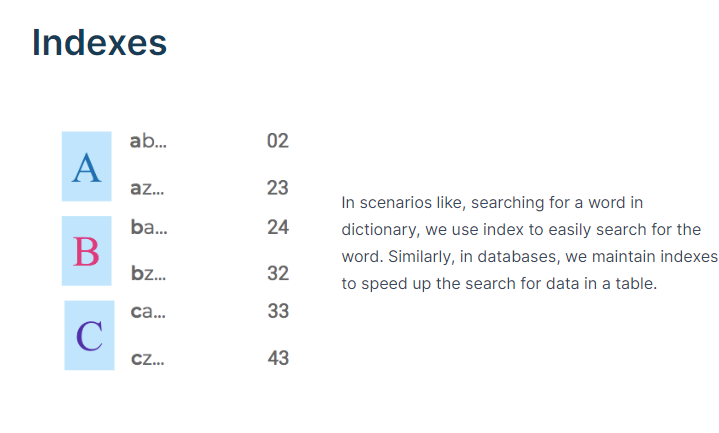 Indexes
A
ab... 02
az... 23
B
ba... 24
bz... 32
C
ca... 33
cz... 43
In scenarios like, searching for a word in
dictionary, we use index to easily search for the
word. Similarly, in databases, we maintain indexes
to speed up the search for data in a table.